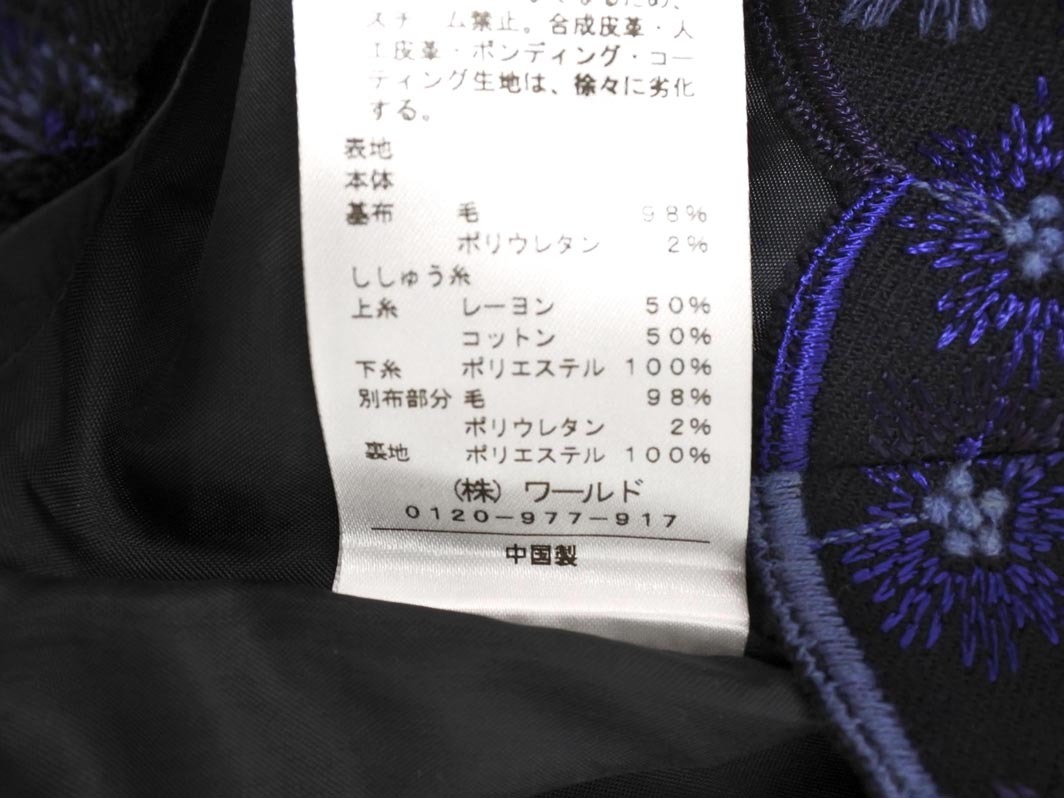 なるため、
スチーム禁止。合成皮革・人
工皮革・ボンディング・コー
ティング生地は、徐々に劣化
する。
表地
本体
基布 毛 98%
ポリウレタン 2%
ししゅう糸
上糸 レーヨン 50%
コットン 50%
下糸 ポリエステル 100%
別布部分 毛 98%
ポリウレタン 2%
裏地 ポリエステル 100%
(株) ワールド
0120-977-917
中国製